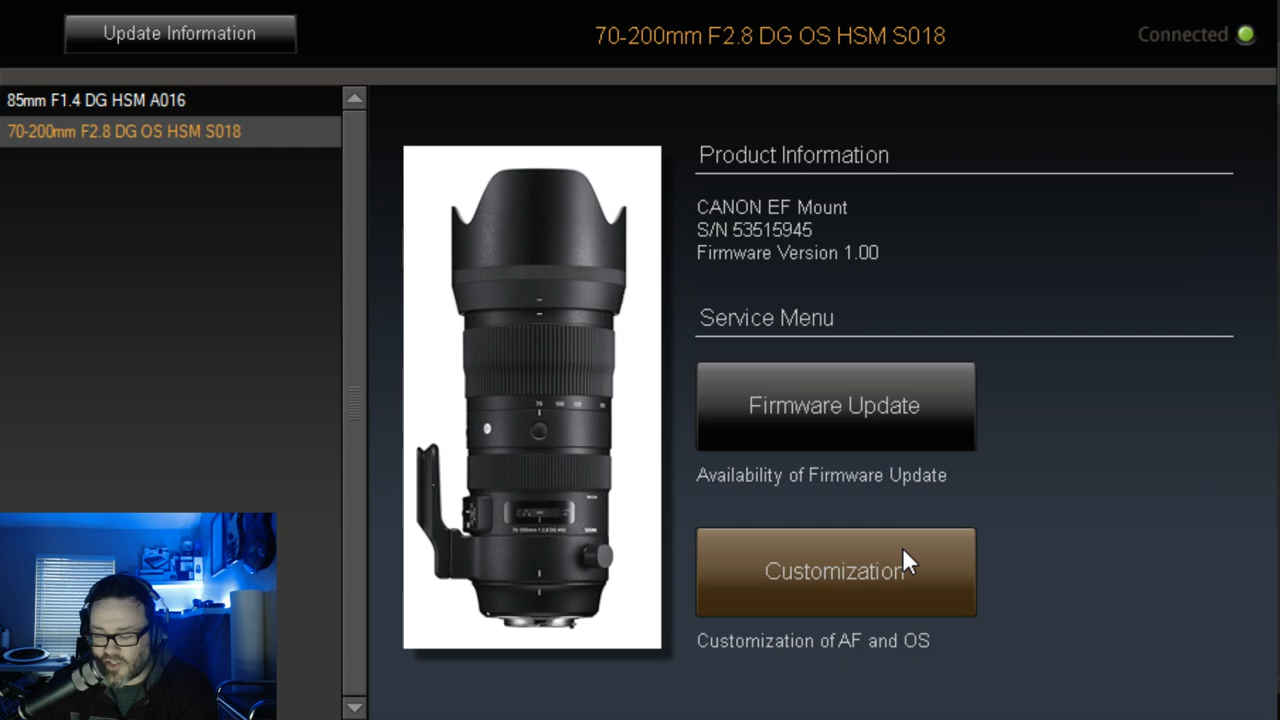 Update Information
70-200mm F2.8 DG OS HSM S018
Connected
85mm F1.4 DG HSM A016
70-200mm F2.8 DG OS HSM S018
Product Information
CANON EF Mount
S/N 53515945
Firmware Version 1.00
Service Menu
Firmware Update
Availability of Firmware Update
Customization
Customization of AF and OS